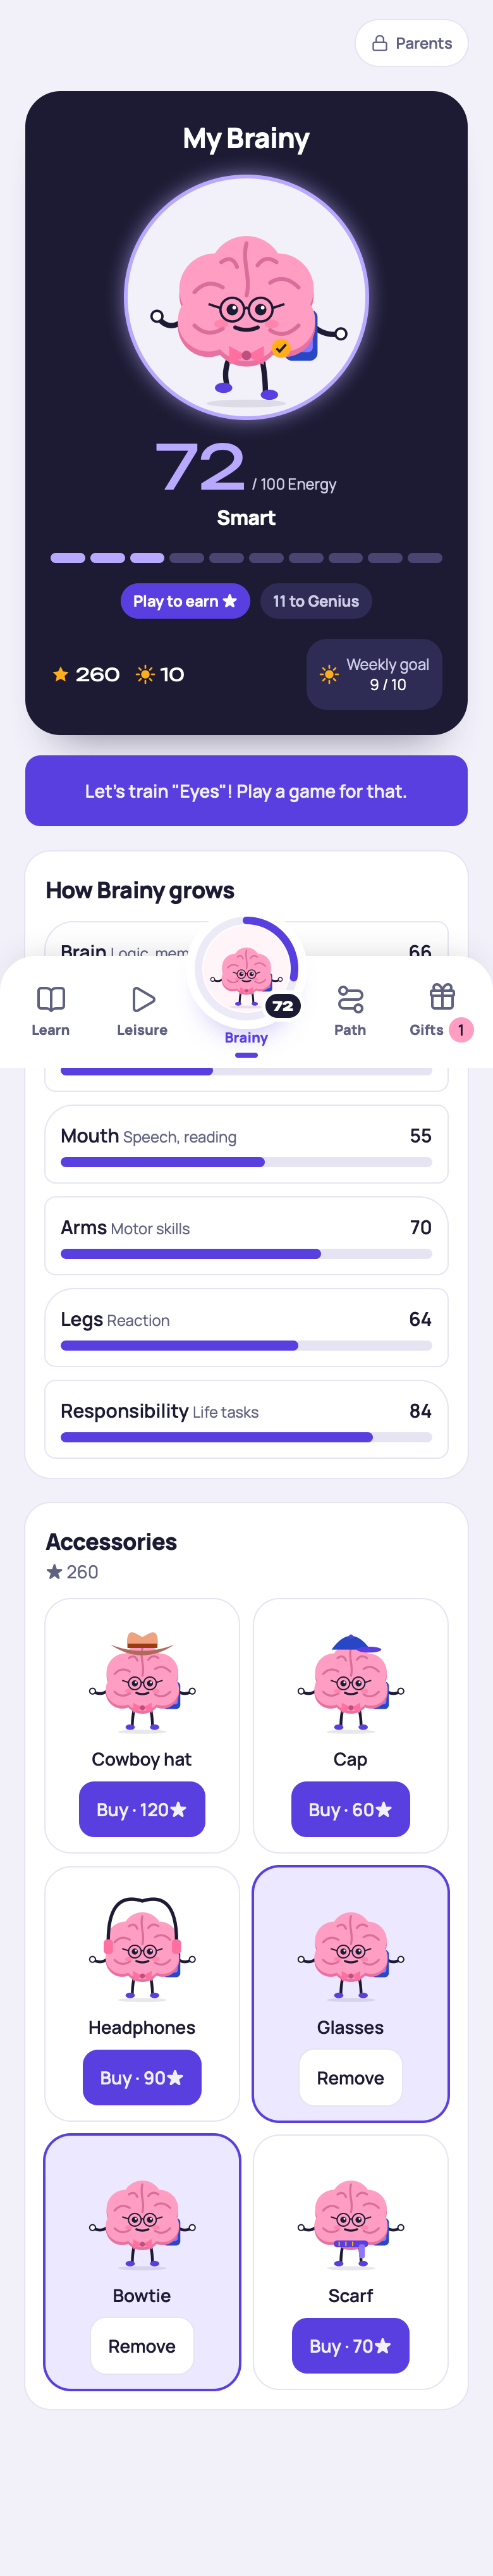 Parents
My Brainy
72 / 100 Energy
Smart
Play to earn ★ 11 to Genius
260 10
Weekly goal
9 / 10
Let's train "Eyes"! Play a game for that.
How Brainy grows
Brain Logic, mem 66
72
Learn
Leisure
Brainy
Path
Gifts 1
Mouth Speech, reading 55
Arms Motor skills 70
Legs Reaction 64
Responsibility Life tasks 84
Accessories
★ 260
Cowboy hat
Buy · 120★
Cap
Buy · 60★
Headphones
Buy · 90★
Glasses
Remove
Bowtie
Remove
Scarf
Buy · 70★